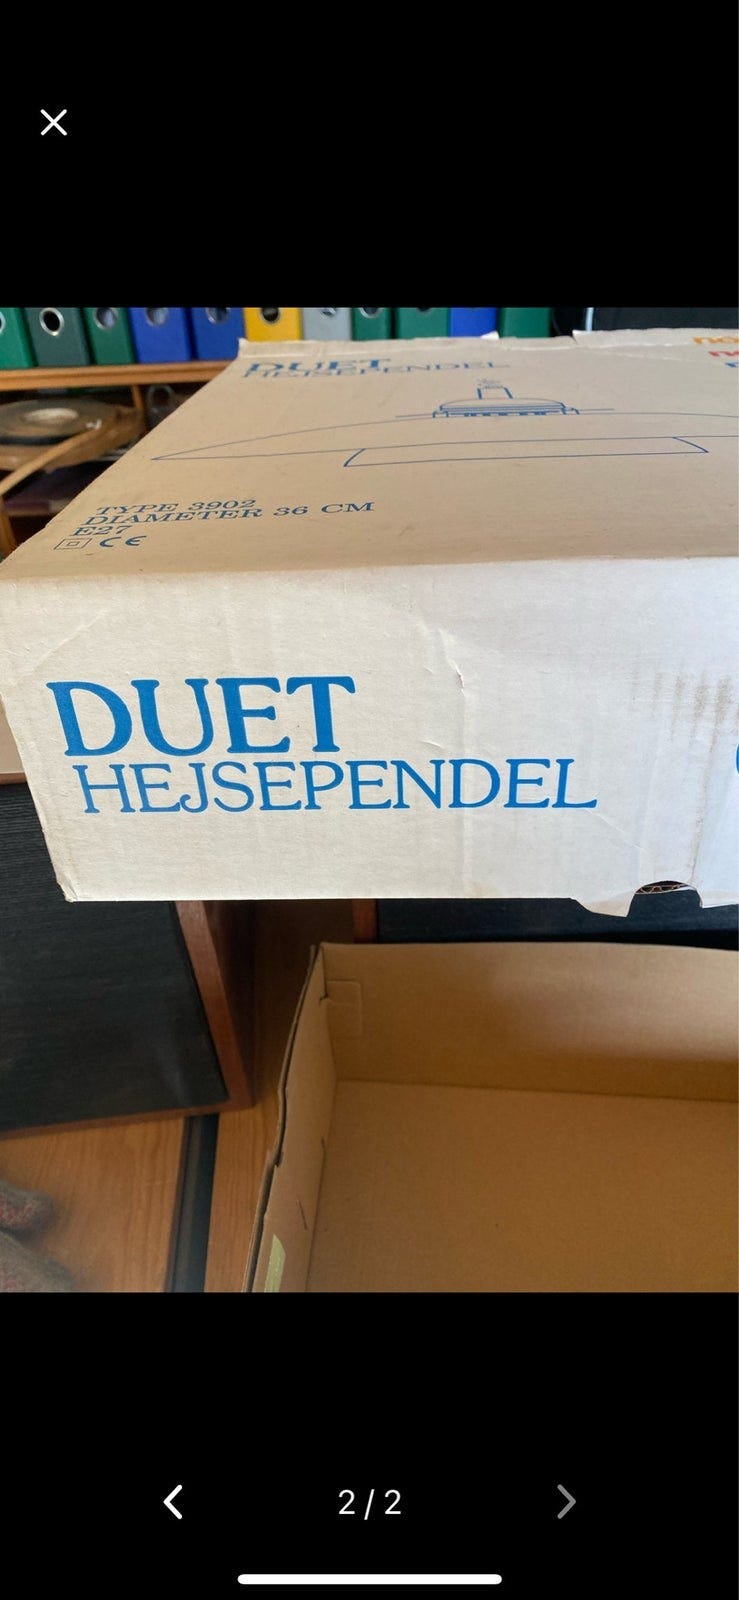 DUET
HEJSEPENDEL
TYPE 3902
DIAMETER 36 CM
E27
CE
DUET
HEJSEPENDEL
2 / 2